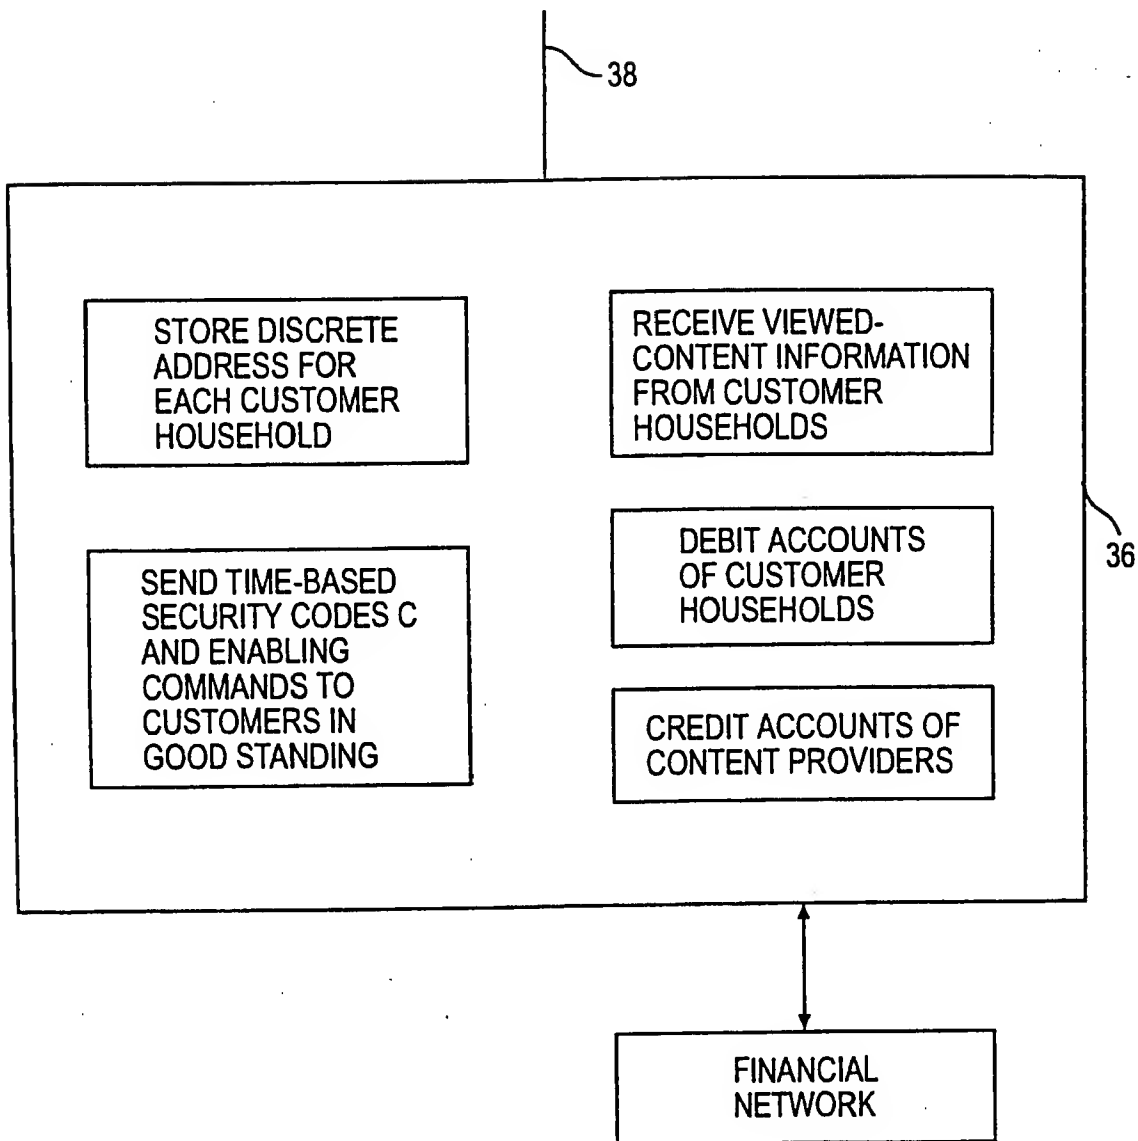 38
STORE DISCRETE
ADDRESS FOR
EACH CUSTOMER
HOUSEHOLD
RECEIVE VIEWED-
CONTENT INFORMATION
FROM CUSTOMER
HOUSEHOLDS
SEND TIME-BASED
SECURITY CODES C
AND ENABLING
COMMANDS TO
CUSTOMERS IN
GOOD STANDING
DEBIT ACCOUNTS
OF CUSTOMER
HOUSEHOLDS
36
CREDIT ACCOUNTS OF
CONTENT PROVIDERS
FINANCIAL
NETWORK